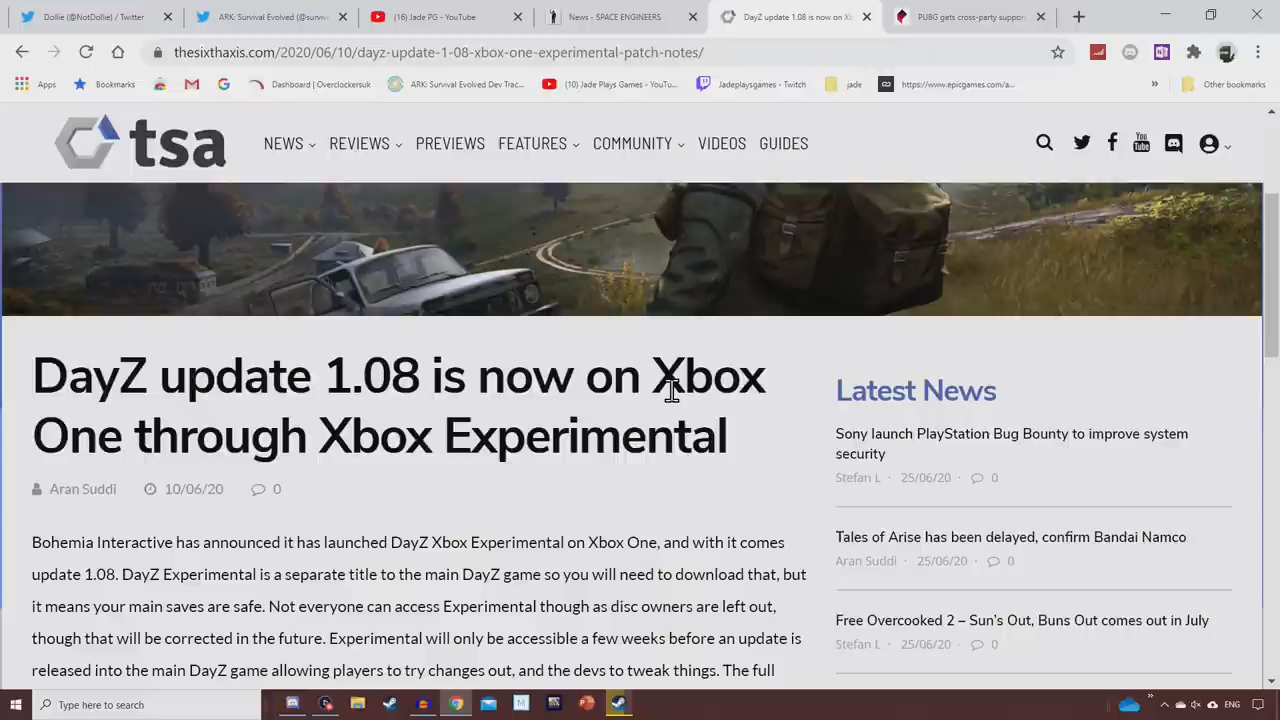 Dollie (@NotDollie) / Twitter
ARK: Survival Evolved (@surviv
(16) Jade PG - YouTube
News - SPACE ENGINEERS
DayZ update 1.08 is now on Xb
PUBG gets cross-party suppor
thesixthaxis.com/2020/06/10/dayz-update-1-08-xbox-one-experimental-patch-notes/
Apps
Bookmarks
Dashboard | Overclockersuk
ARK: Survival Evolved Dev Trac...
(10) Jade Plays Games - YouTu...
Jadeplaysgames - Twitch
jade
https://www.epicgames.com/a...
»
Other bookmarks
tsa
NEWS
REVIEWS
PREVIEWS
FEATURES
COMMUNITY
VIDEOS
GUIDES
You
Tube
DayZ update 1.08 is now on Xbox
One through Xbox Experimental
Aran Suddi
10/06/20
0
Bohemia Interactive has announced it has launched DayZ Xbox Experimental on Xbox One, and with it comes
update 1.08. DayZ Experimental is a separate title to the main DayZ game so you will need to download that, but
it means your main saves are safe. Not everyone can access Experimental though as disc owners are left out,
though that will be corrected in the future. Experimental will only be accessible a few weeks before an update is
released into the main DayZ game allowing players to try changes out, and the devs to tweak things. The full
Latest News
Sony launch PlayStation Bug Bounty to improve system
security
Stefan L · 25/06/20 · 0
Tales of Arise has been delayed, confirm Bandai Namco
Aran Suddi · 25/06/20 · 0
Free Overcooked 2 – Sun's Out, Buns Out comes out in July
Stefan L · 25/06/20 · 0
Type here to search
ENG